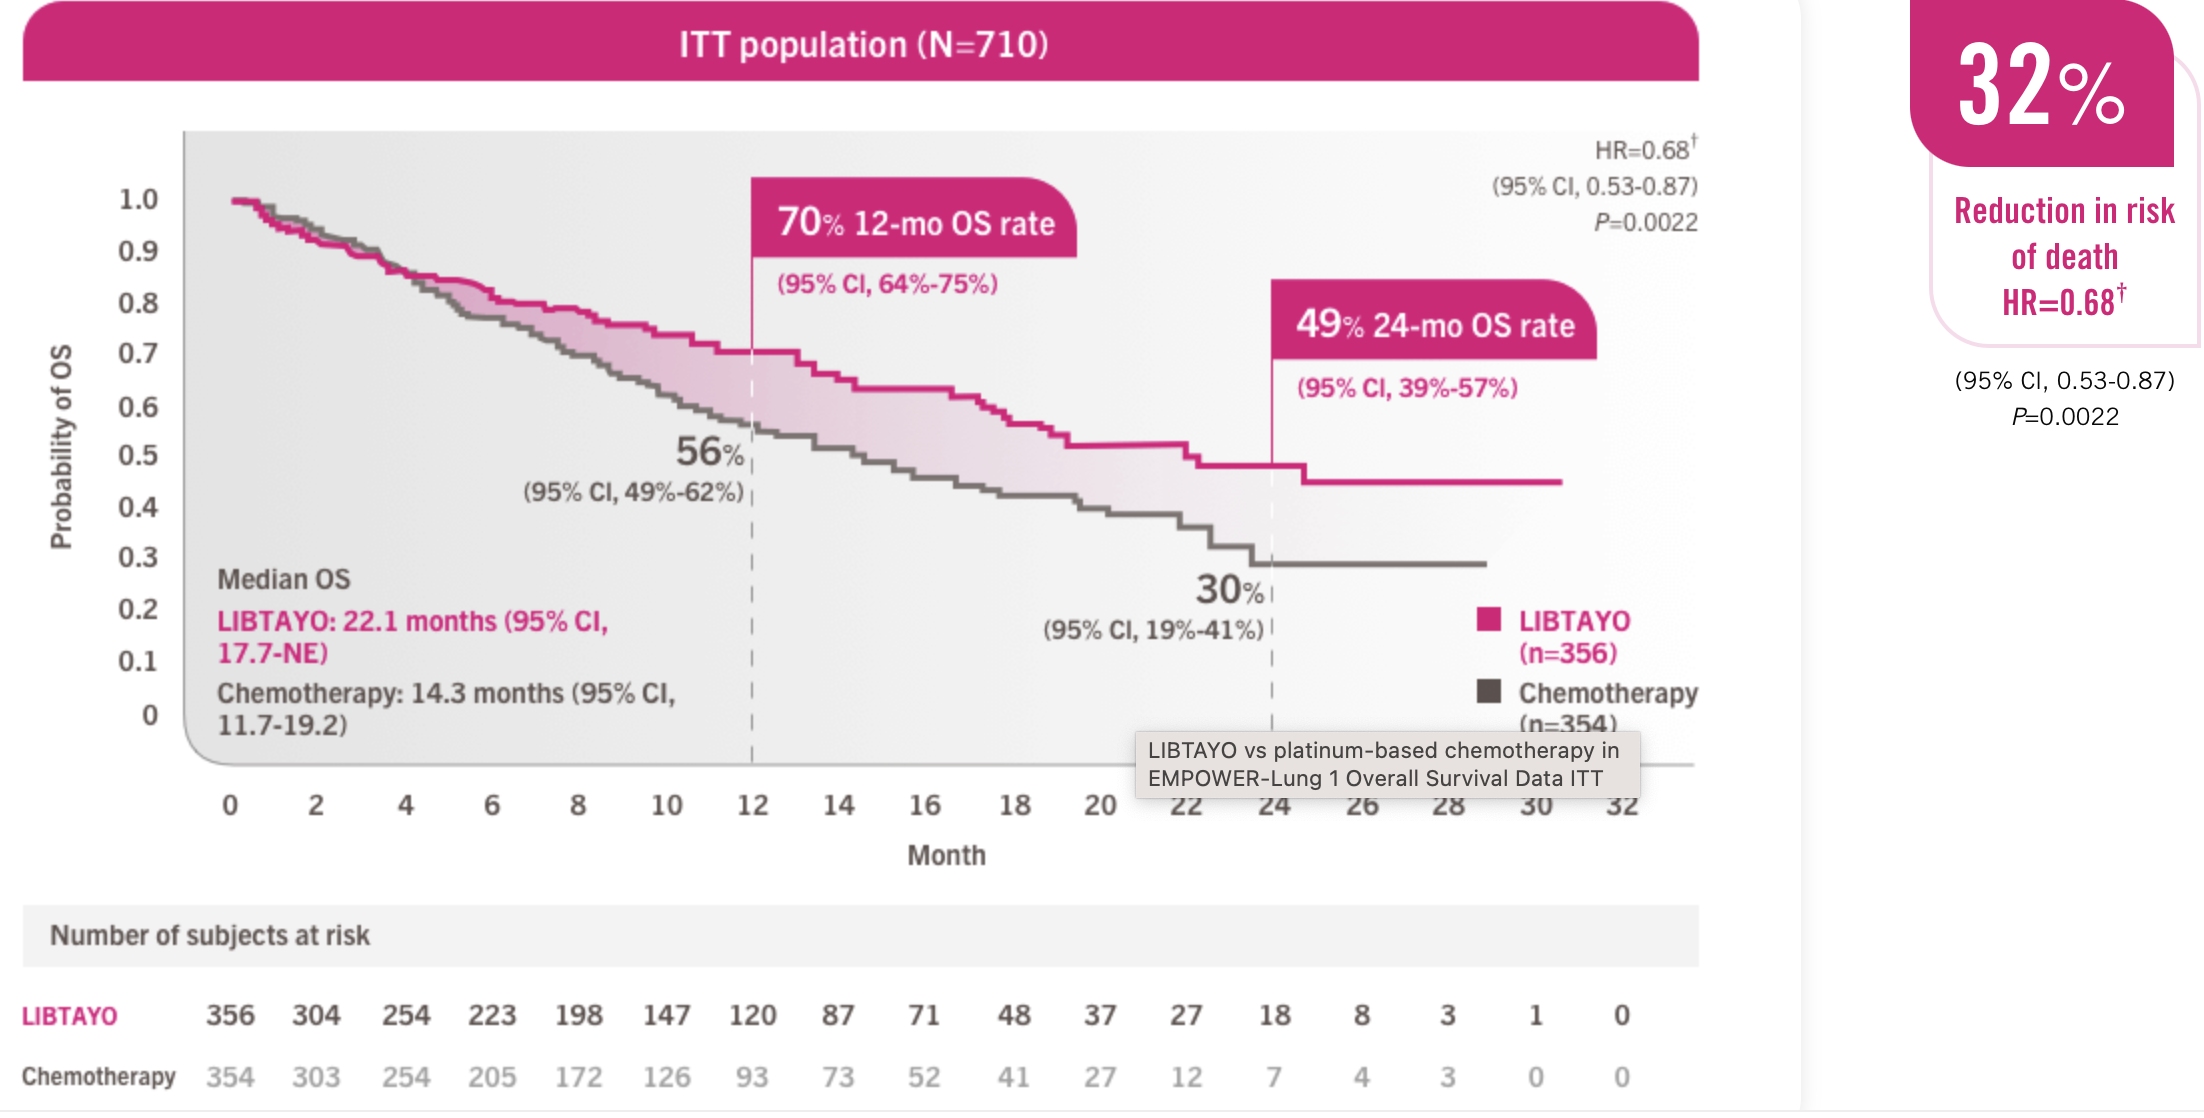 ITT population (N=710)
32%
Reduction in risk
of death
HR=0.68†
(95% CI, 0.53-0.87)
P=0.0022
HR=0.68†
(95% CI, 0.53-0.87)
P=0.0022
70% 12-mo OS rate
(95% CI, 64%-75%)
49% 24-mo OS rate
(95% CI, 39%-57%)
Probability of OS
1.0
0.9
0.8
0.7
0.6
0.5
0.4
0.3
0.2
0.1
0
56%
(95% CI, 49%-62%)
30%
(95% CI, 19%-41%)
Median OS
LIBTAYO: 22.1 months (95% CI,
17.7-NE)
Chemotherapy: 14.3 months (95% CI,
11.7-19.2)
LIBTAYO
(n=356)
Chemotherapy
(n=354)
LIBTAYO vs platinum-based chemotherapy in
EMPOWER-Lung 1 Overall Survival Data ITT
0 2 4 6 8 10 12 14 16 18 20 22 24 26 28 30 32
Month
Number of subjects at risk
LIBTAYO 356 304 254 223 198 147 120 87 71 48 37 27 18 8 3 1 0
Chemotherapy 354 303 254 205 172 126 93 73 52 41 27 12 7 4 3 0 0